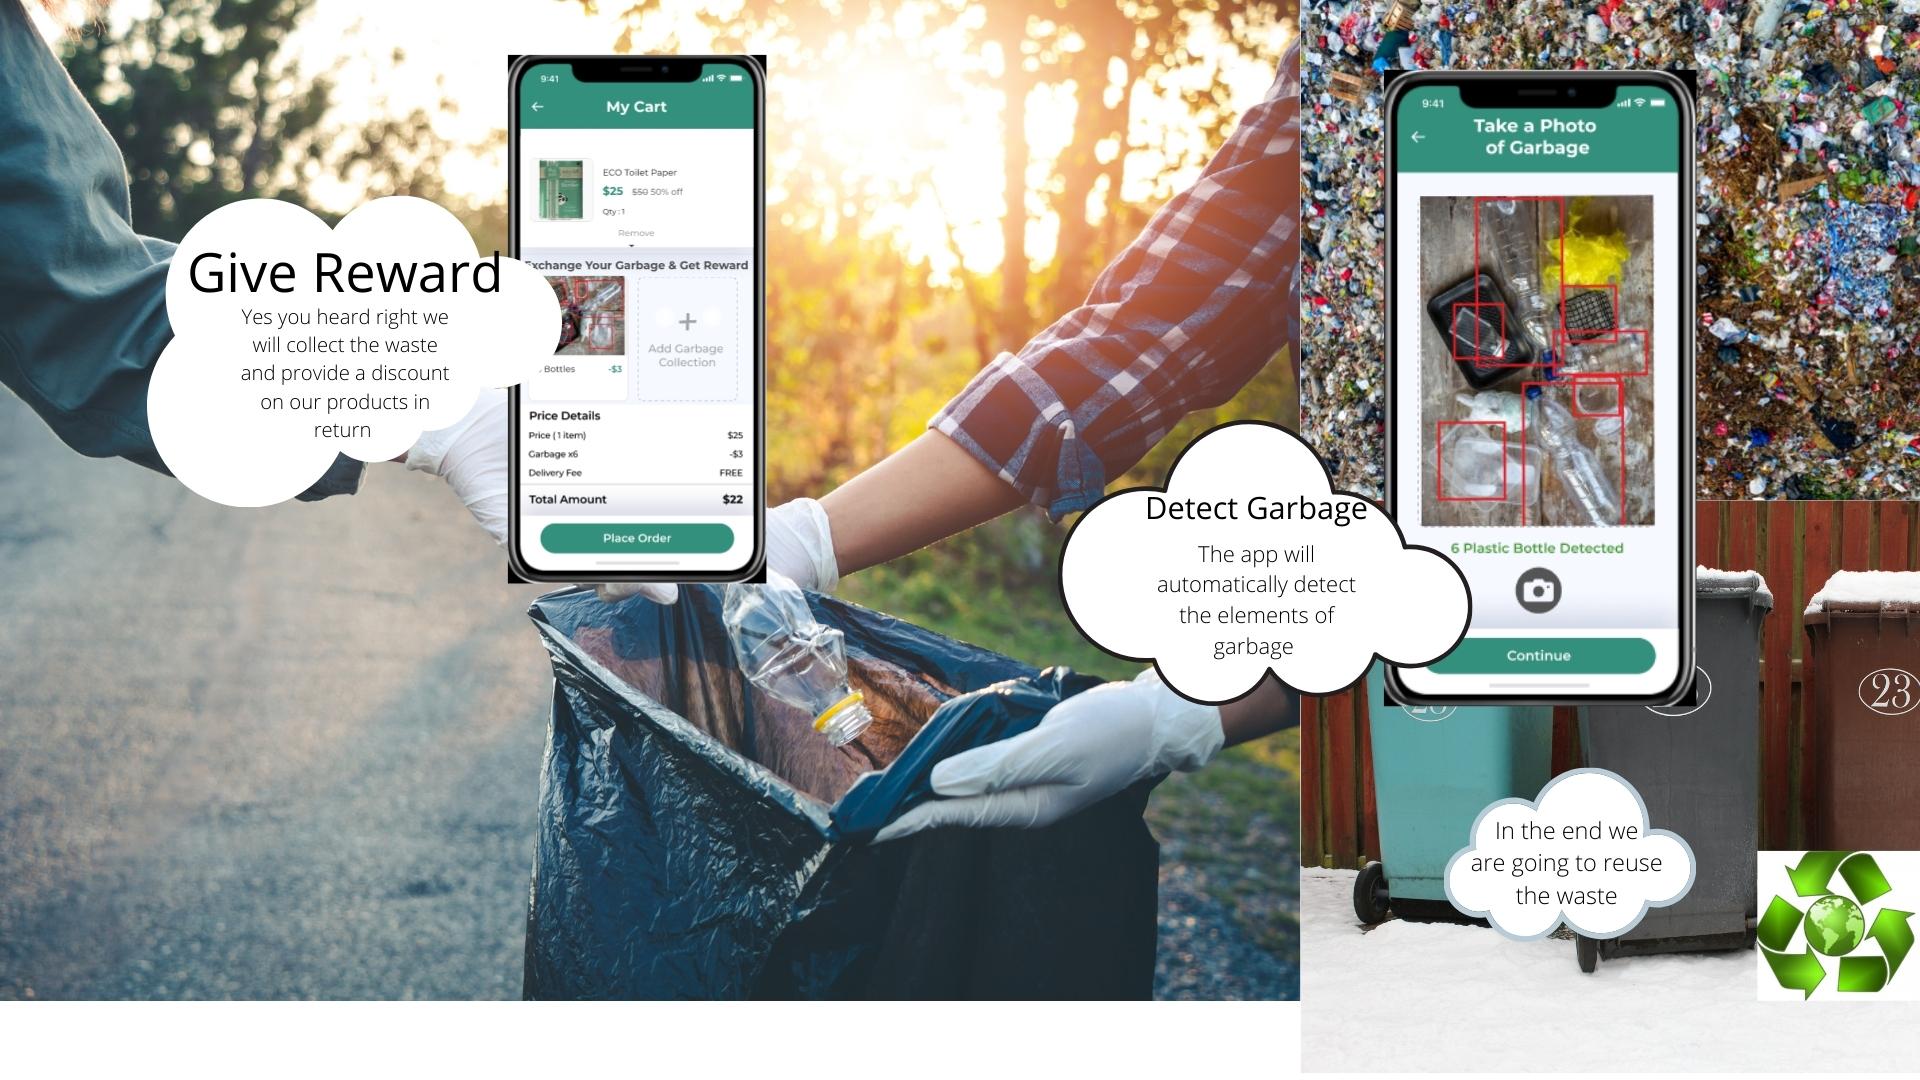 Give Reward
Yes you heard right we
will collect the waste
and provide a discount
on our products in
return
9:41
My Cart
ECO Toilet Paper
$25 $50 50% off
Qty : 1
Remove
Exchange Your Garbage & Get Reward
Bottles -$3
+
Add Garbage
Collection
Price Details
Price ( 1 item) $25
Garbage x6 -$3
Delivery Fee FREE
Total Amount $22
Place Order
Detect Garbage
The app will
automatically detect
the elements of
garbage
9:41
Take a Photo
of Garbage
6 Plastic Bottle Detected
Continue
23
23
In the end we
are going to reuse
the waste